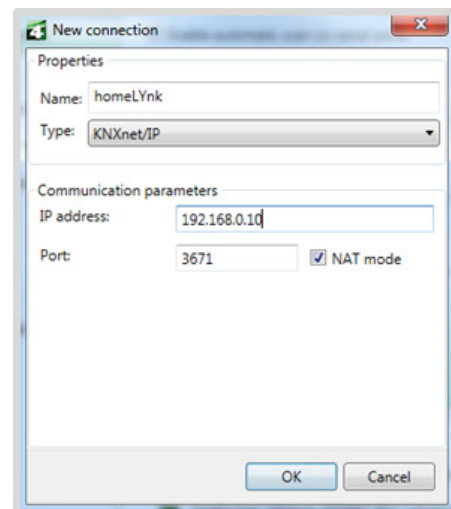 4 New connection
Properties
Name: homeLYnk
Type: KNXnet/IP
Communication parameters
IP address: 192.168.0.10
Port: 3671 NAT mode
OK Cancel